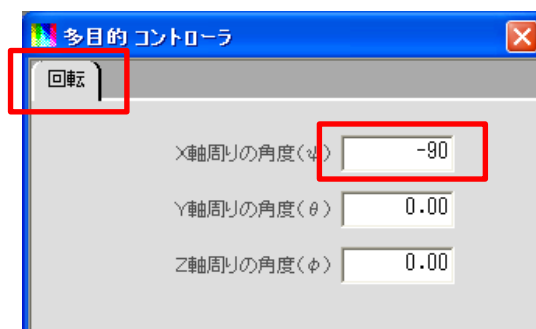 多目的 コントローラ
回転
X軸周りの角度(ψ) -90
Y軸周りの角度(θ) 0.00
Z軸周りの角度(φ) 0.00